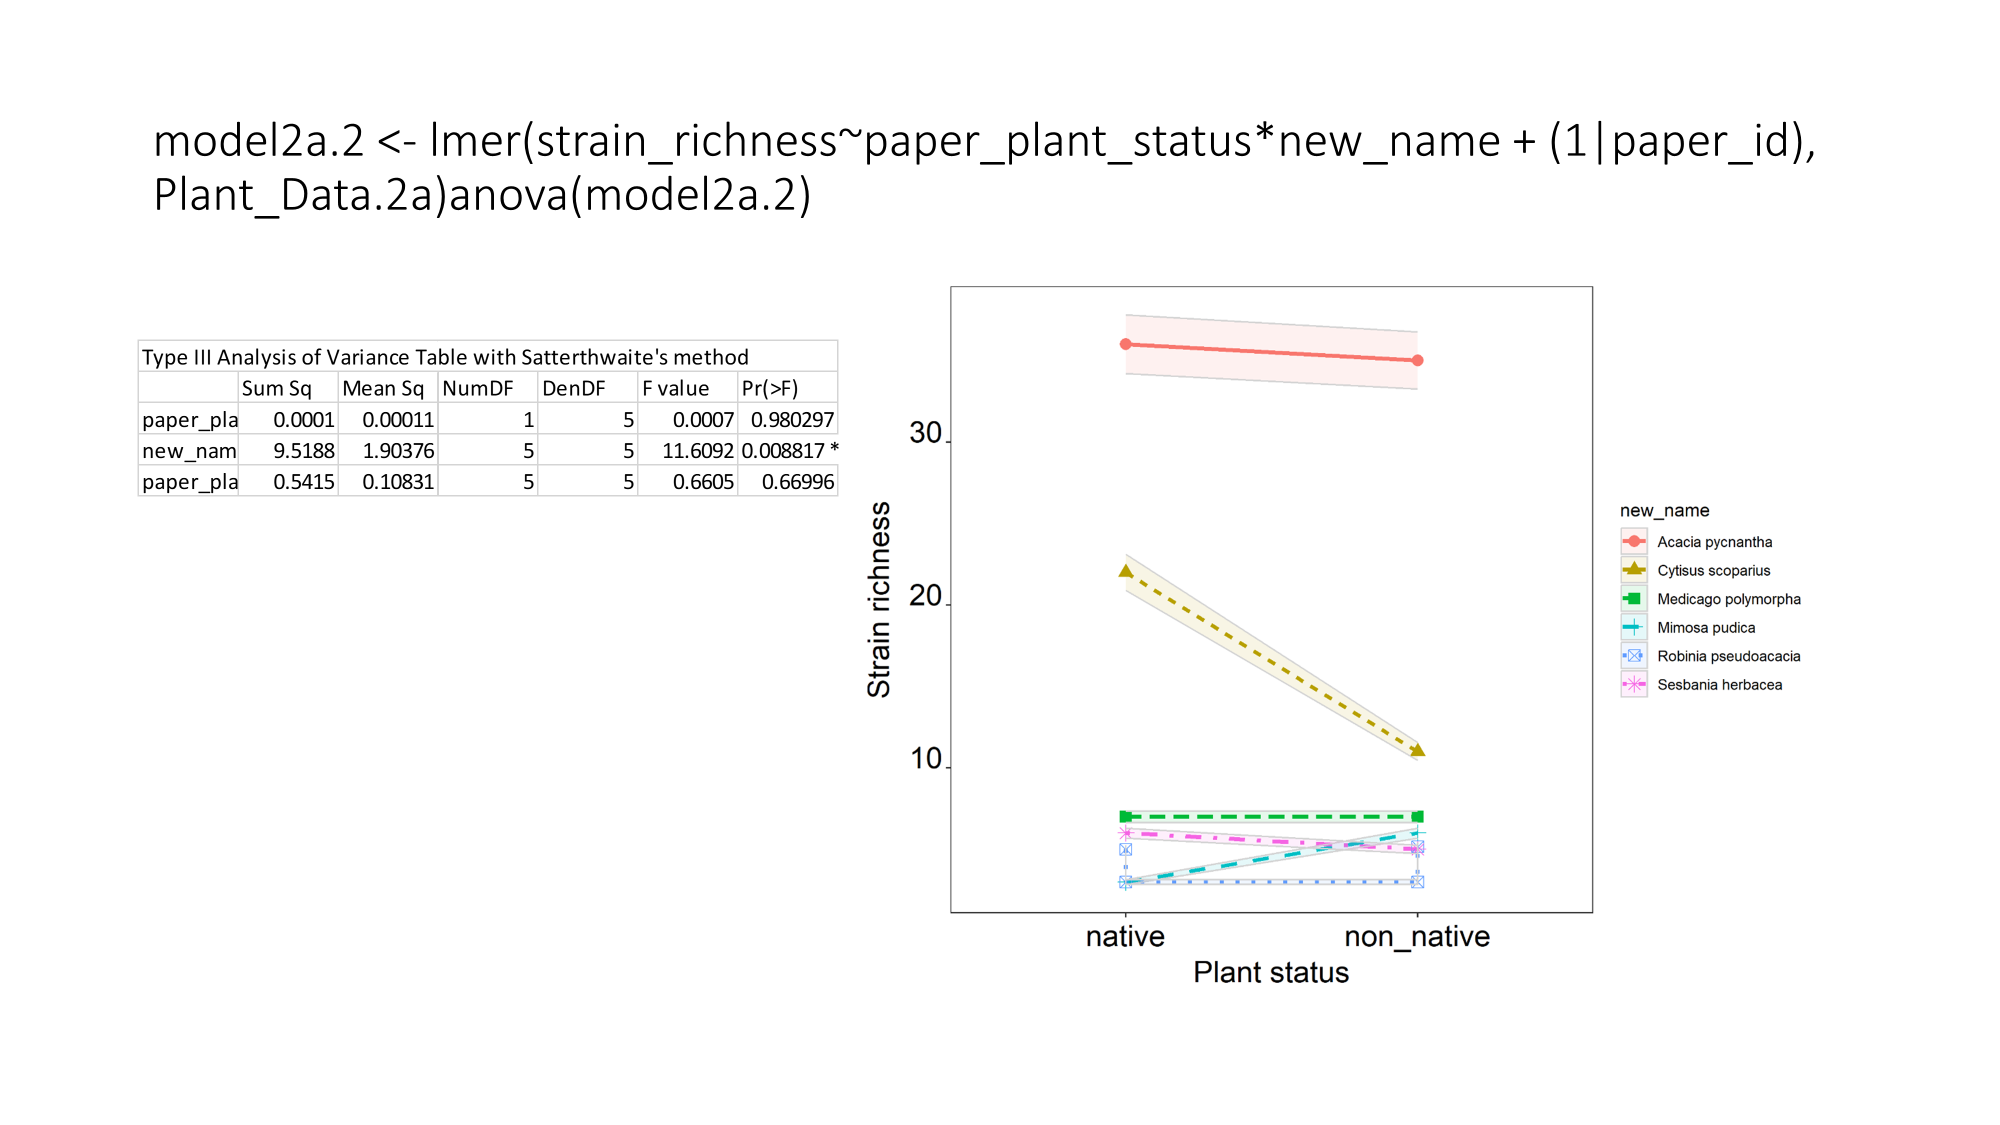 model2a.2 <- lmer(strain_richness~paper_plant_status*new_name + (1|paper_id),
Plant_Data.2a)anova(model2a.2)
Type III Analysis of Variance Table with Satterthwaite's method
Sum Sq Mean Sq NumDF DenDF F value Pr(>F)
paper_pla 0.0001 0.00011 1 5 0.0007 0.980297
new_nam 9.5188 1.90376 5 5 11.6092 0.008817 *
paper_pla 0.5415 0.10831 5 5 0.6605 0.66996
30
20
10
Strain richness
native non_native
Plant status
new_name
Acacia pycnantha
Cytisus scoparius
Medicago polymorpha
Mimosa pudica
Robinia pseudoacacia
Sesbania herbacea